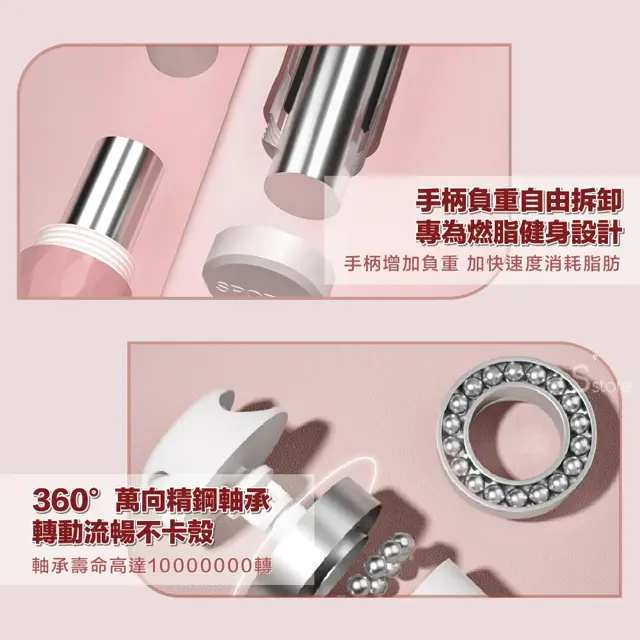 手柄負重自由拆卸
專為燃脂健身設計
手柄增加負重 加快速度消耗脂肪
SPOR
S
store
360°萬向精鋼軸承
轉動流暢不卡殼
軸承壽命高達10000000轉